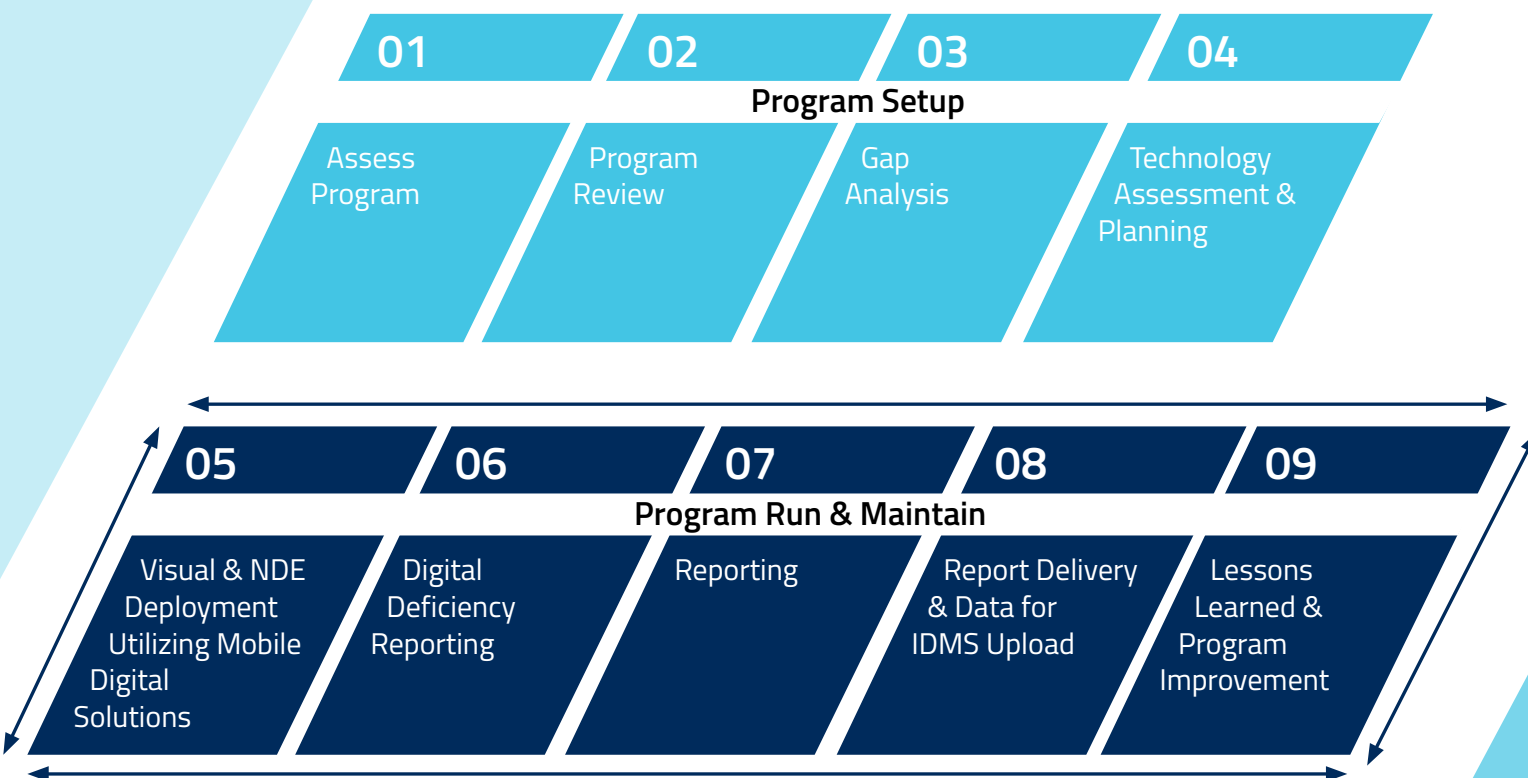 01
02
03
04
Program Setup
Assess
Program
Program
Review
Gap
Analysis
Technology
Assessment &
Planning
05
06
07
08
09
Program Run & Maintain
Visual & NDE
Deployment
Utilizing Mobile
Digital
Solutions
Digital
Deficiency
Reporting
Reporting
Report Delivery
& Data for
IDMS Upload
Lessons
Learned &
Program
Improvement